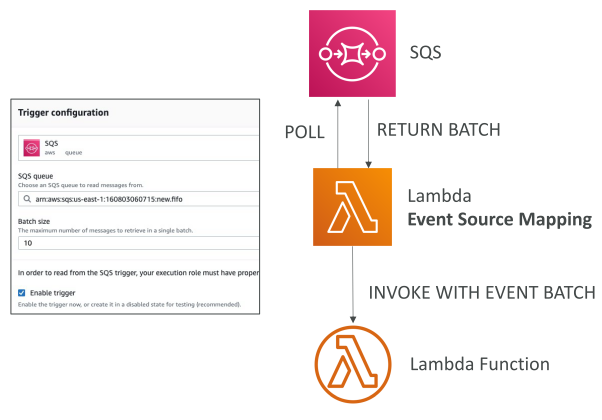 Trigger configuration
SQS
aws queue
SQS queue
Choose an SQS queue to read messages from.
arn:aws:sqs:us-east-1:160803060715:new.fifo
Batch size
The maximum number of messages to retrieve in a single batch.
10
In order to read from the SQS trigger, your execution role must have proper
Enable trigger
Enable the trigger now, or create it in a disabled state for testing (recommended).
SQS
POLL
RETURN BATCH
Lambda
Event Source Mapping
INVOKE WITH EVENT BATCH
Lambda Function